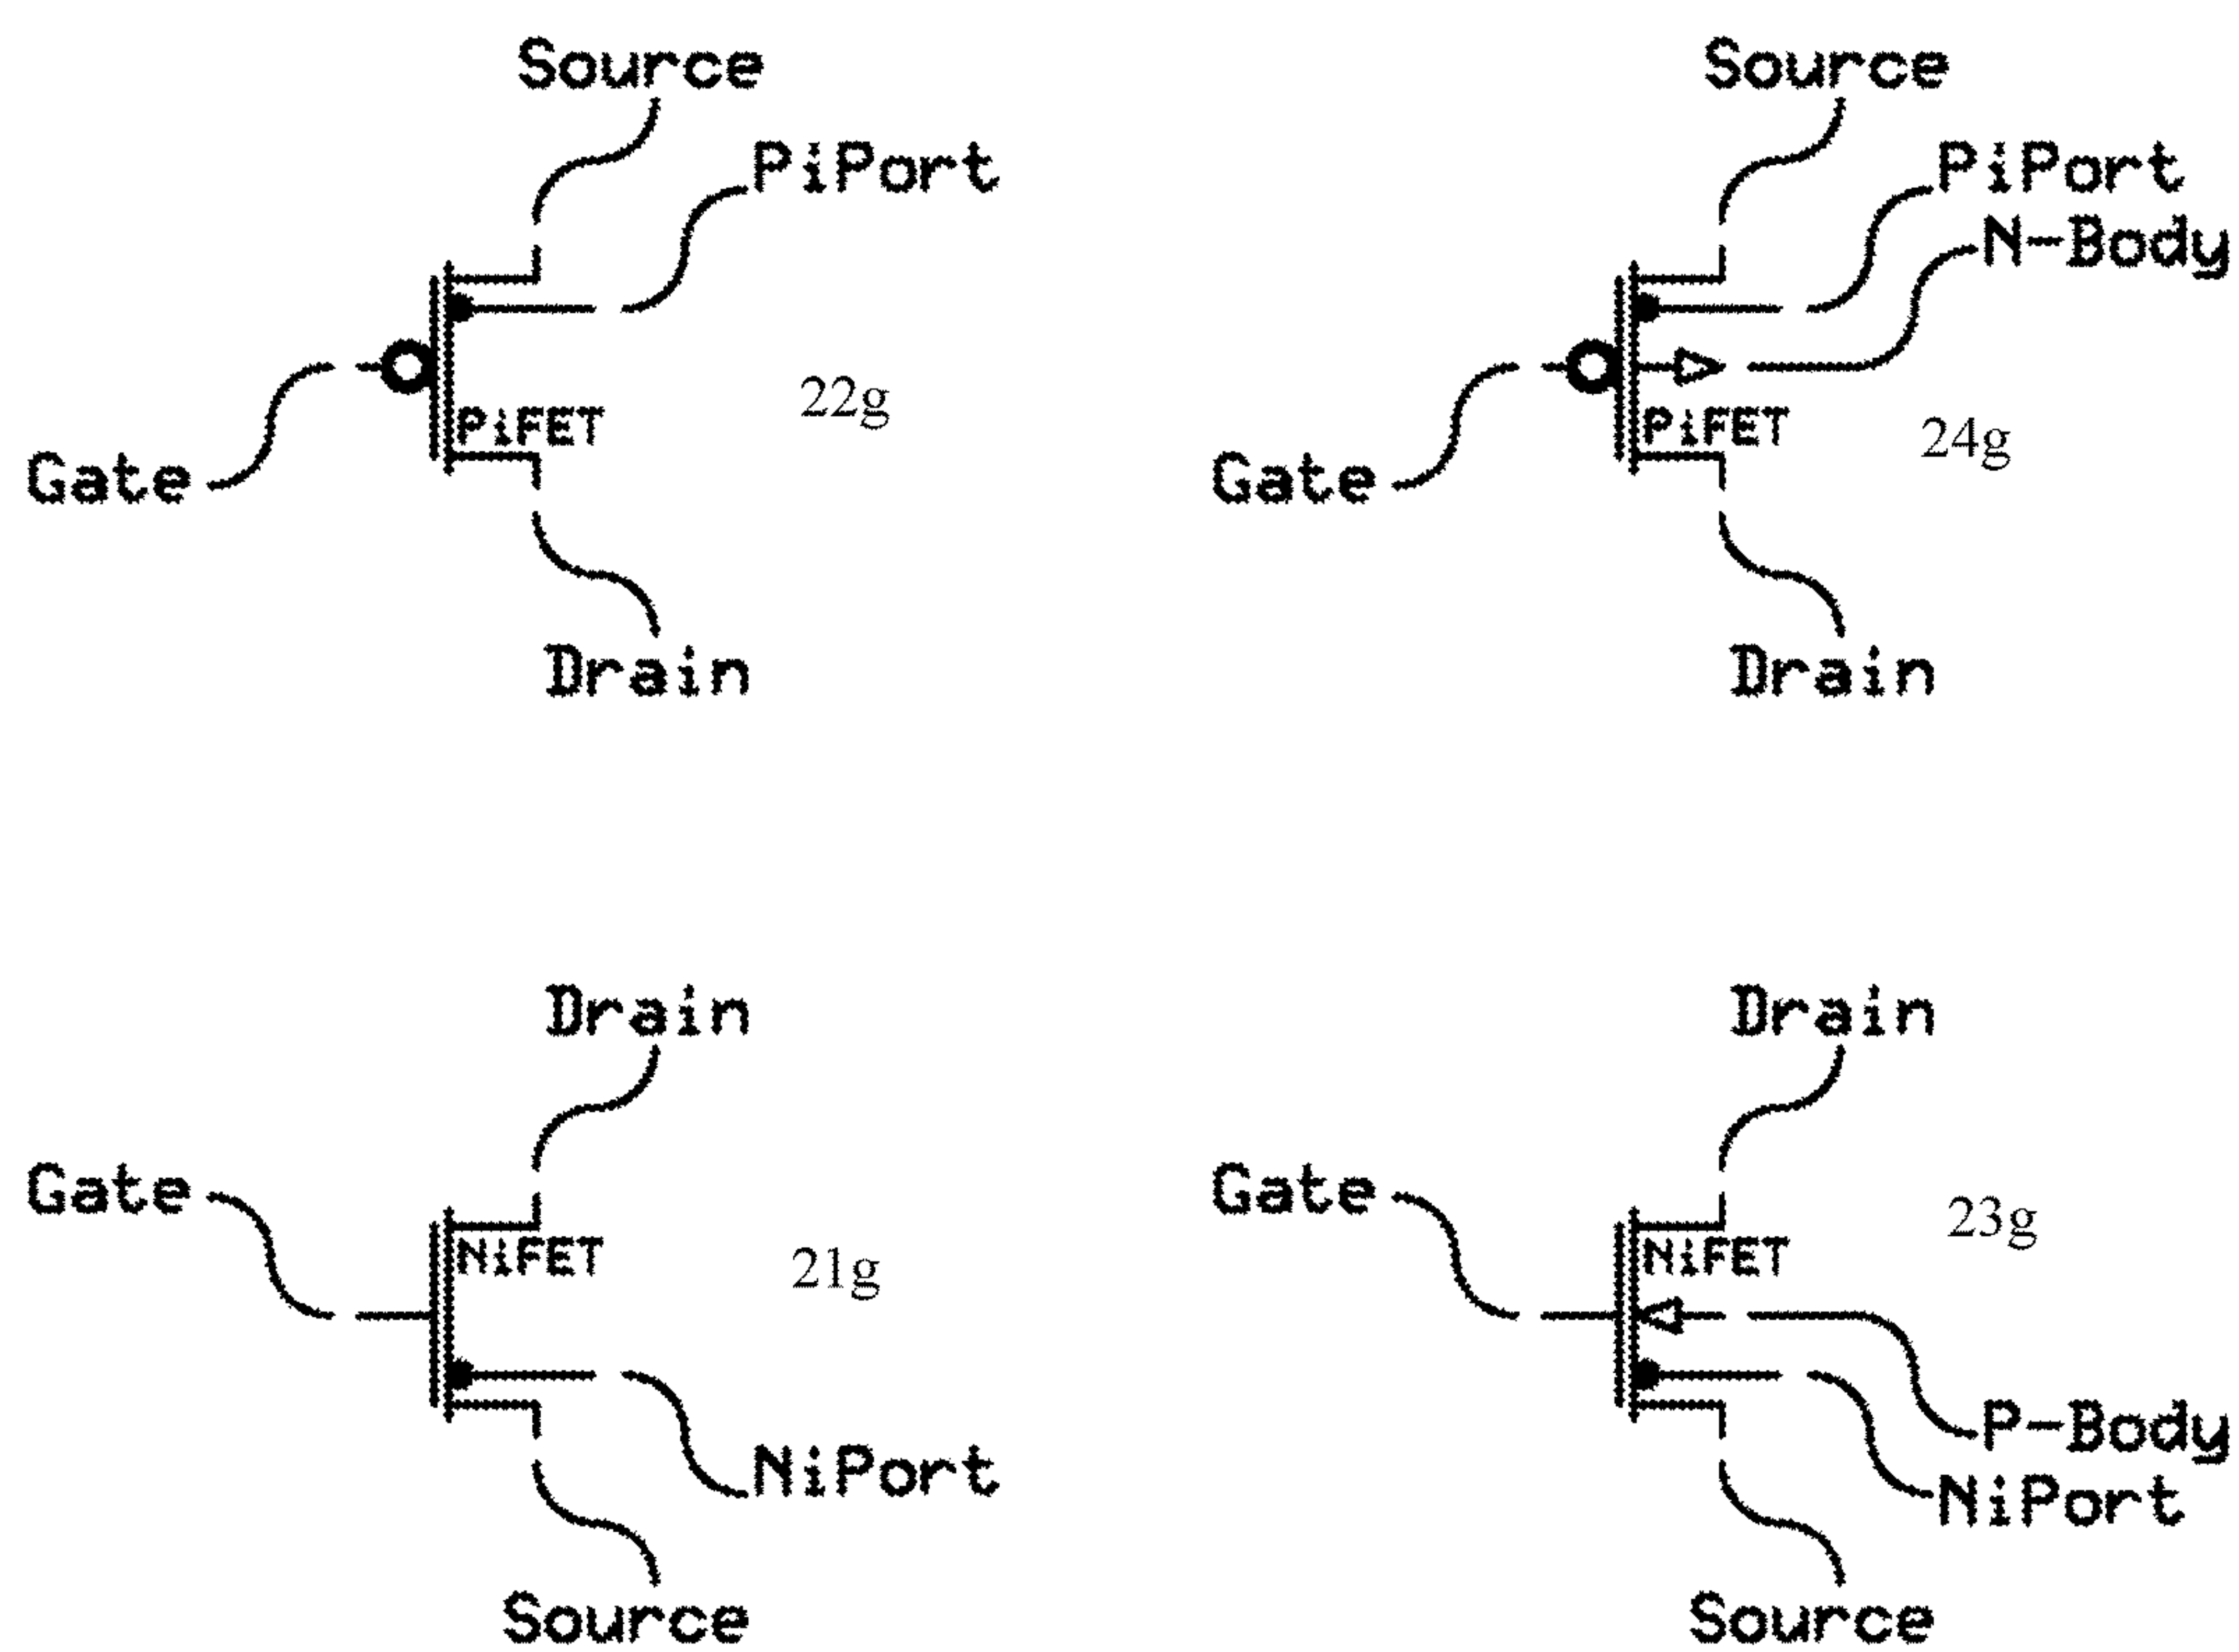 Source
PiPort
Gate
PiFET
22g
Drain
Source
PiPort
N-Body
Gate
PiFET
24g
Drain
Drain
Gate
NiFET
21g
NiPort
Source
Drain
Gate
NiFET
23g
P-Body
NiPort
Source